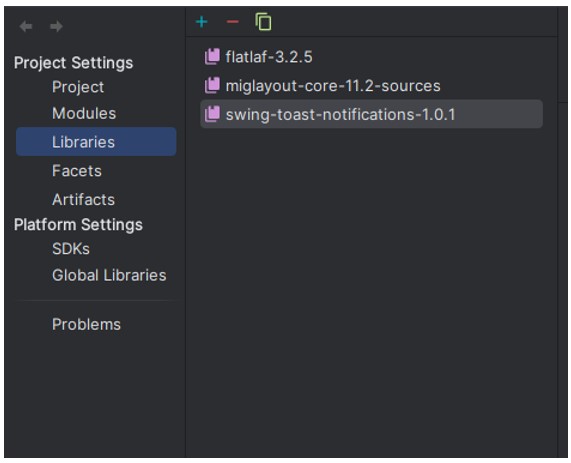 Project Settings
Project
Modules
Libraries
Facets
Artifacts
Platform Settings
SDKs
Global Libraries
Problems
flatlaf-3.2.5
miglayout-core-11.2-sources
swing-toast-notifications-1.0.1